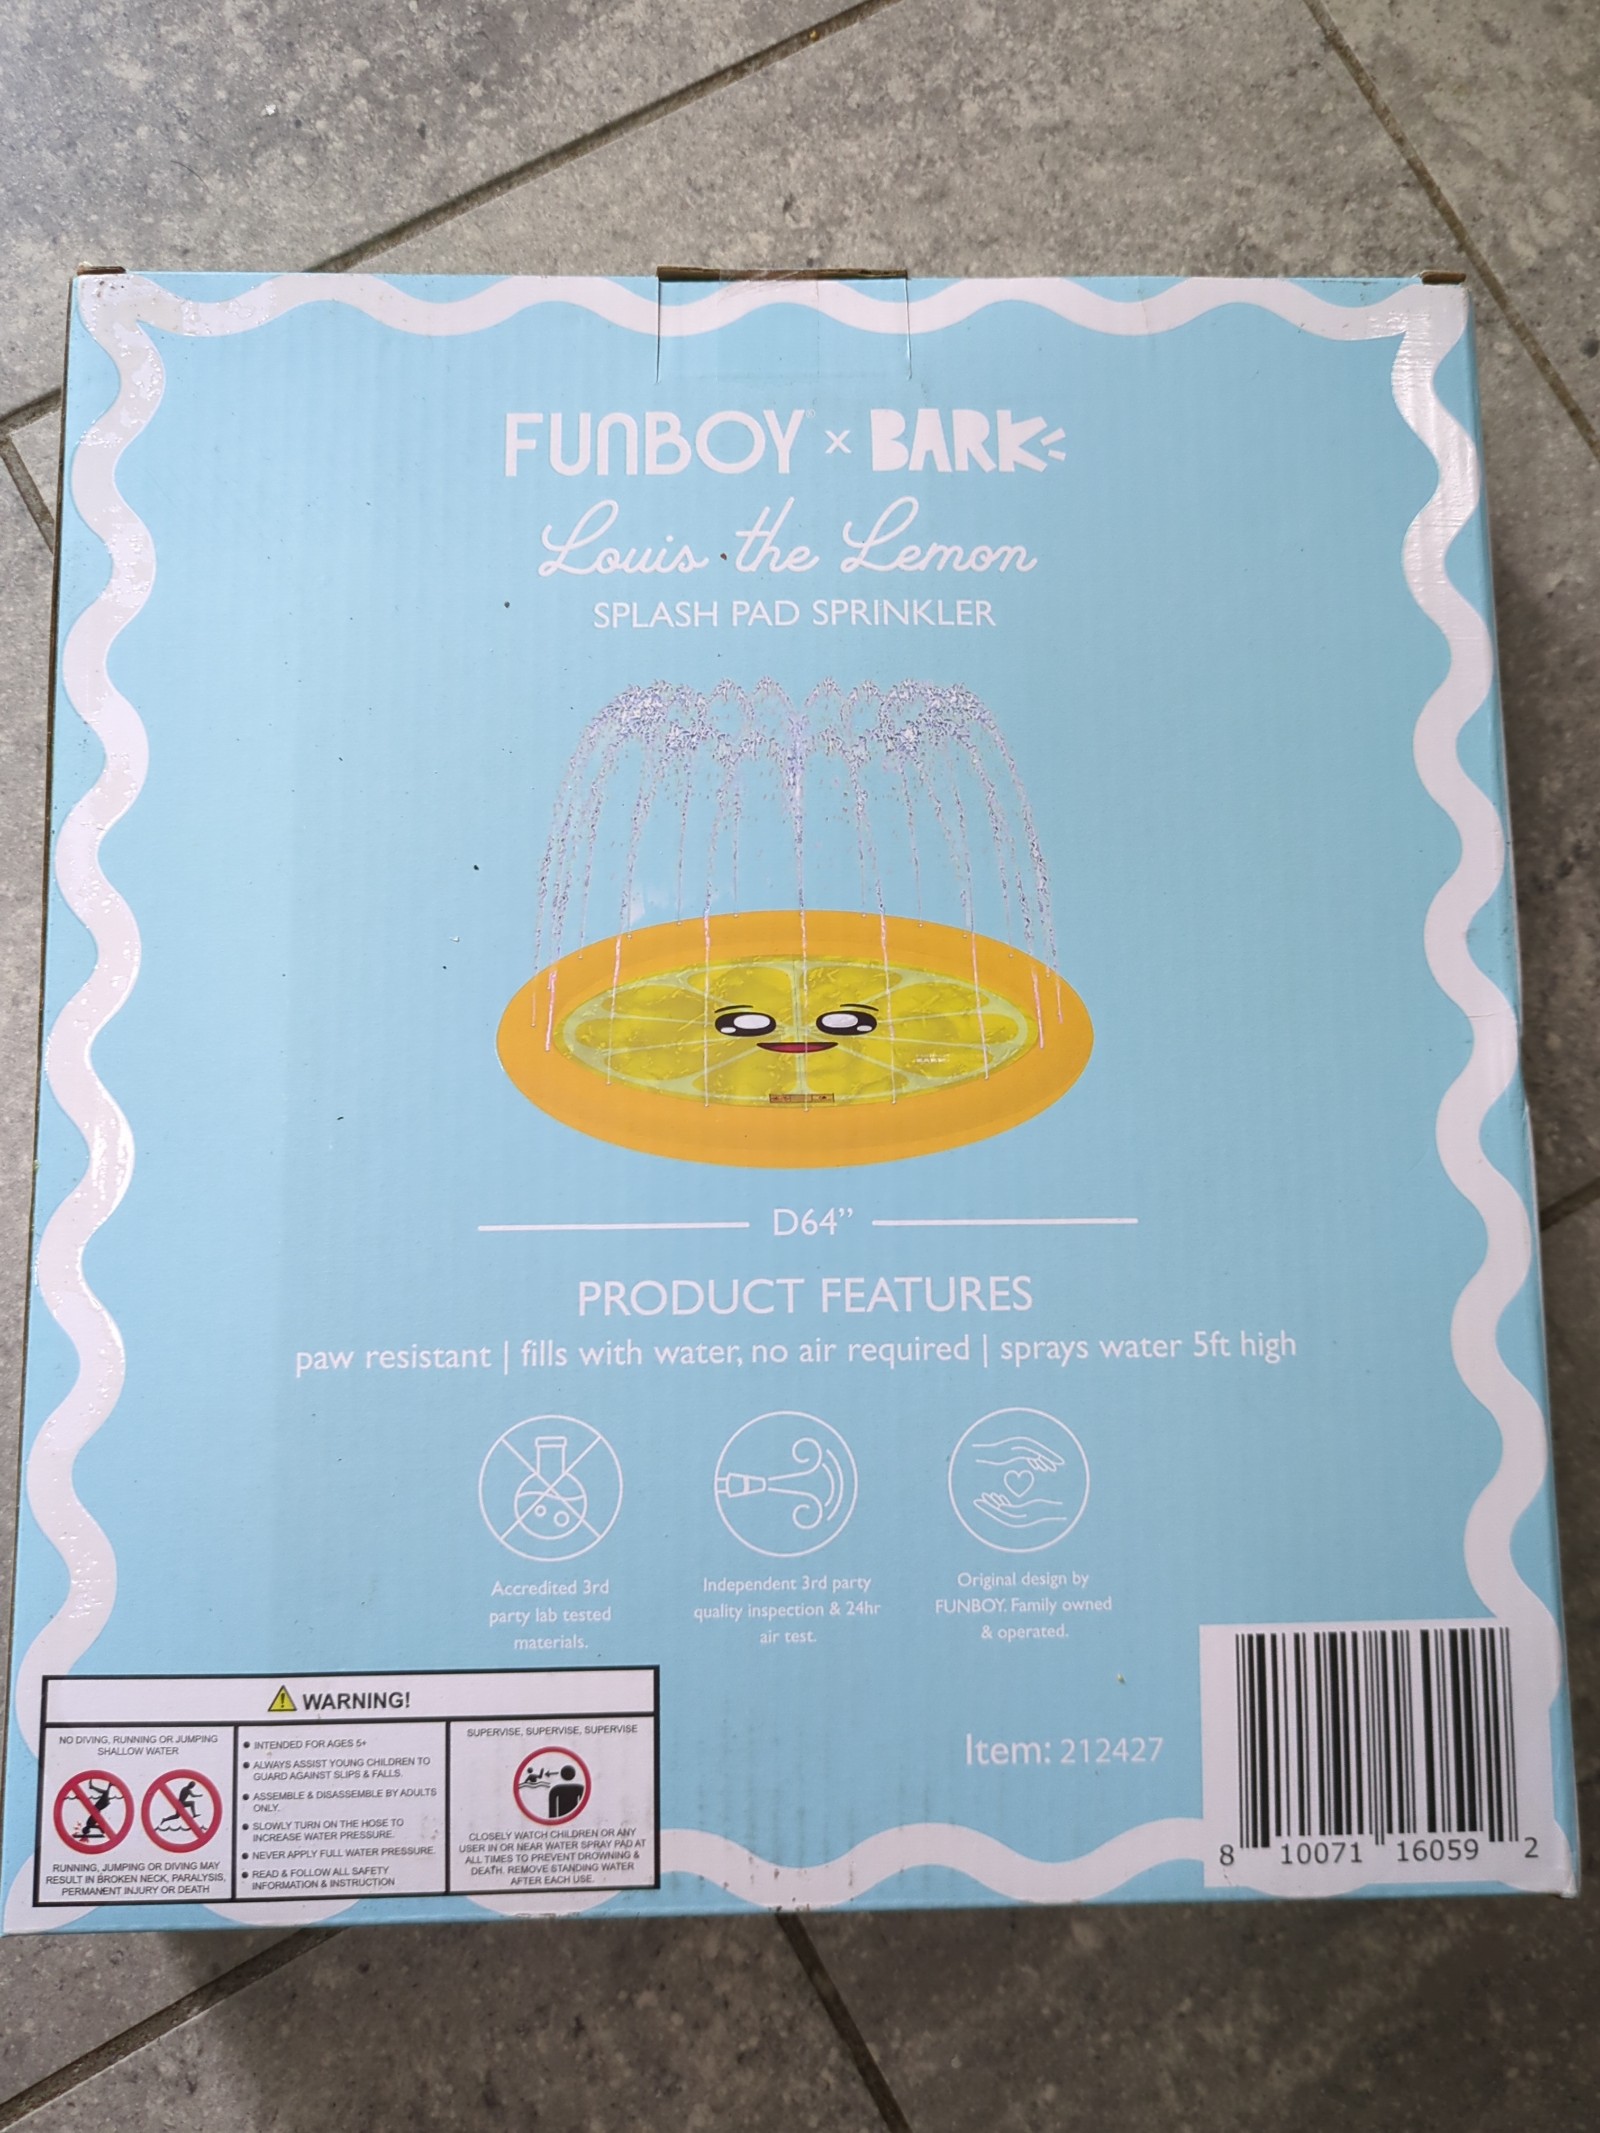 FUNBOY® x BARK
Louis the Lemon
SPLASH PAD SPRINKLER
D64”
PRODUCT FEATURES
paw resistant | fills with water, no air required | sprays water 5ft high
Accredited 3rd
party lab tested
materials.
Independent 3rd party
quality inspection & 24hr
air test.
Original design by
FUNBOY. Family owned
& operated.
WARNING!
NO DIVING, RUNNING OR JUMPING
SHALLOW WATER
RUNNING, JUMPING OR DIVING MAY
RESULT IN BROKEN NECK, PARALYSIS,
PERMANENT INJURY OR DEATH
● INTENDED FOR AGES 5+
● ALWAYS ASSIST YOUNG CHILDREN TO
GUARD AGAINST SLIPS & FALLS.
● ASSEMBLE & DISASSEMBLE BY ADULTS
ONLY.
● SLOWLY TURN ON THE HOSE TO
INCREASE WATER PRESSURE.
● NEVER APPLY FULL WATER PRESSURE.
● READ & FOLLOW ALL SAFETY
INFORMATION & INSTRUCTION
SUPERVISE, SUPERVISE, SUPERVISE
CLOSELY WATCH CHILDREN OR ANY
USER IN OR NEAR WATER SPRAY PAD AT
ALL TIMES TO PREVENT DROWNING &
DEATH. REMOVE STANDING WATER
AFTER EACH USE.
Item: 212427
8 10071 16059 2